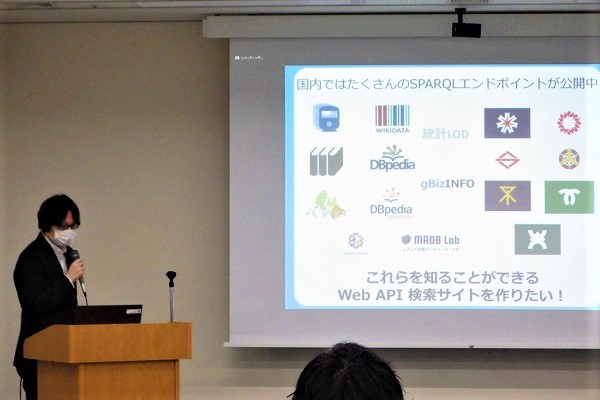 国内ではたくさんのSPARQLエンドポイントが公開中
WIKIDATA
統計LOD
DBpedia
gBizINFO
DBpedia
MADB Lab
これらを知ることができる
Web API 検索サイトを作りたい！